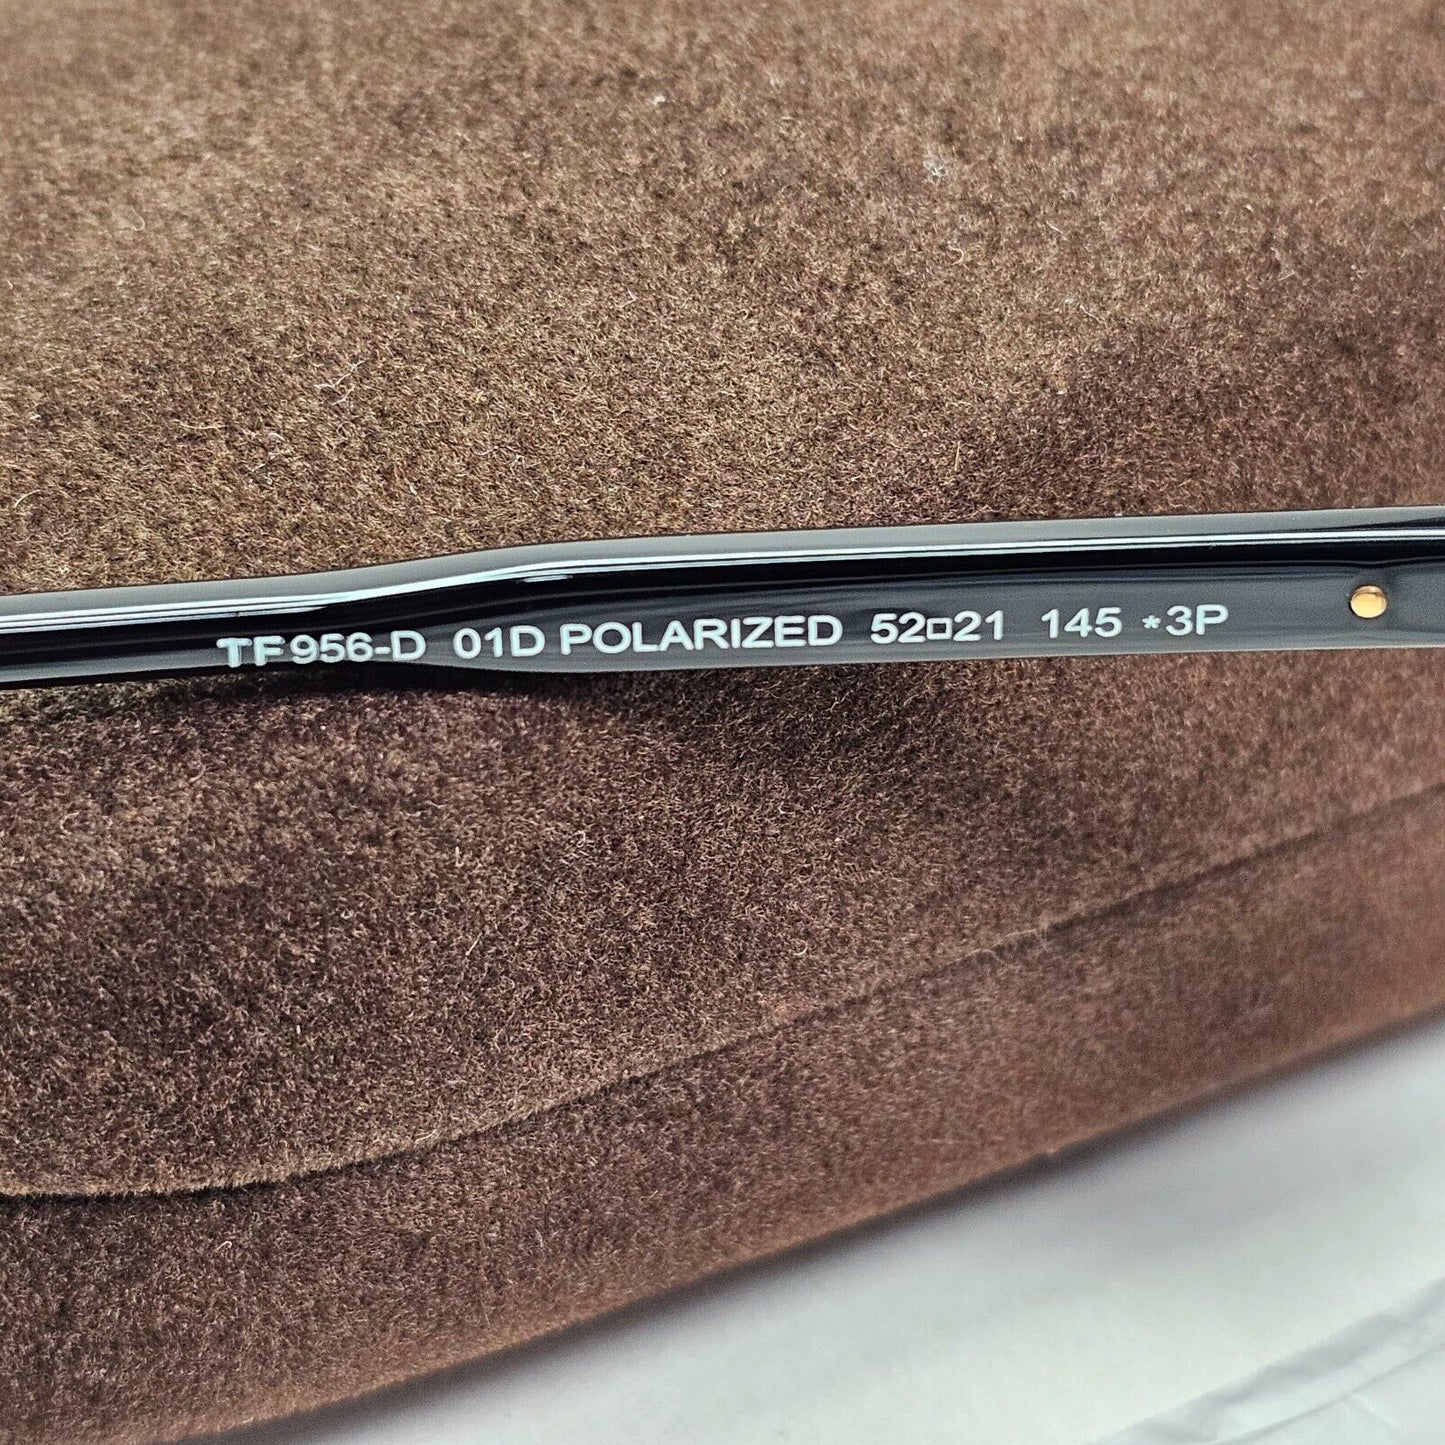 TF956-D 01D POLARIZED 52□21 145 *3P